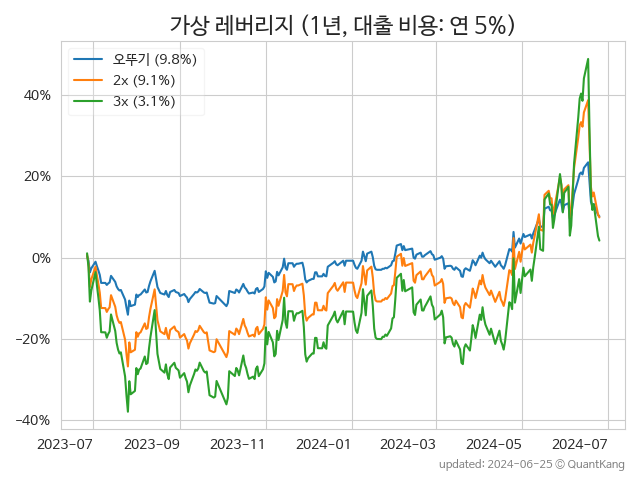 가상 레버리지 (1년, 대출 비용: 연 5%)
오뚜기 (9.8%)
2x (9.1%)
3x (3.1%)
40%
20%
0%
−20%
−40%
2023-07 2023-09 2023-11 2024-01 2024-03 2024-05 2024-07
updated: 2024-06-25 © QuantKang